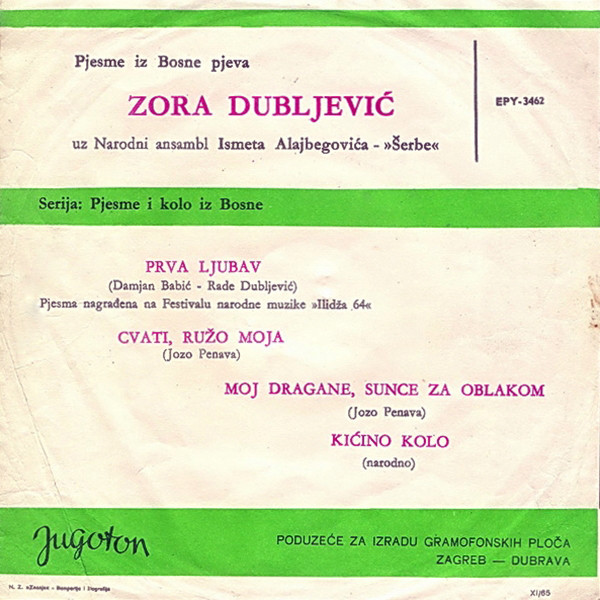 Pjesme iz Bosne pjeva
ZORA DUBLJEVIĆ
uz Narodni ansambl Ismeta Alajbegovića - »Šerbe«
EPY-3462
Serija: Pjesme i kolo iz Bosne
PRVA LJUBAV
(Damjan Babić - Rade Dubljević)
Pjesma nagrađena na Festivalu narodne muzike »Ilidža 64«
CVATI, RUŽO MOJA
(Jozo Penava)
MOJ DRAGANE, SUNCE ZA OBLAKOM
(Jozo Penava)
KIĆINO KOLO
(narodno)
Jugoton
PODUZEĆE ZA IZRADU GRAMOFONSKIH PLOČA
ZAGREB — DUBRAVA
N. Z. »Znanje«
XI/65